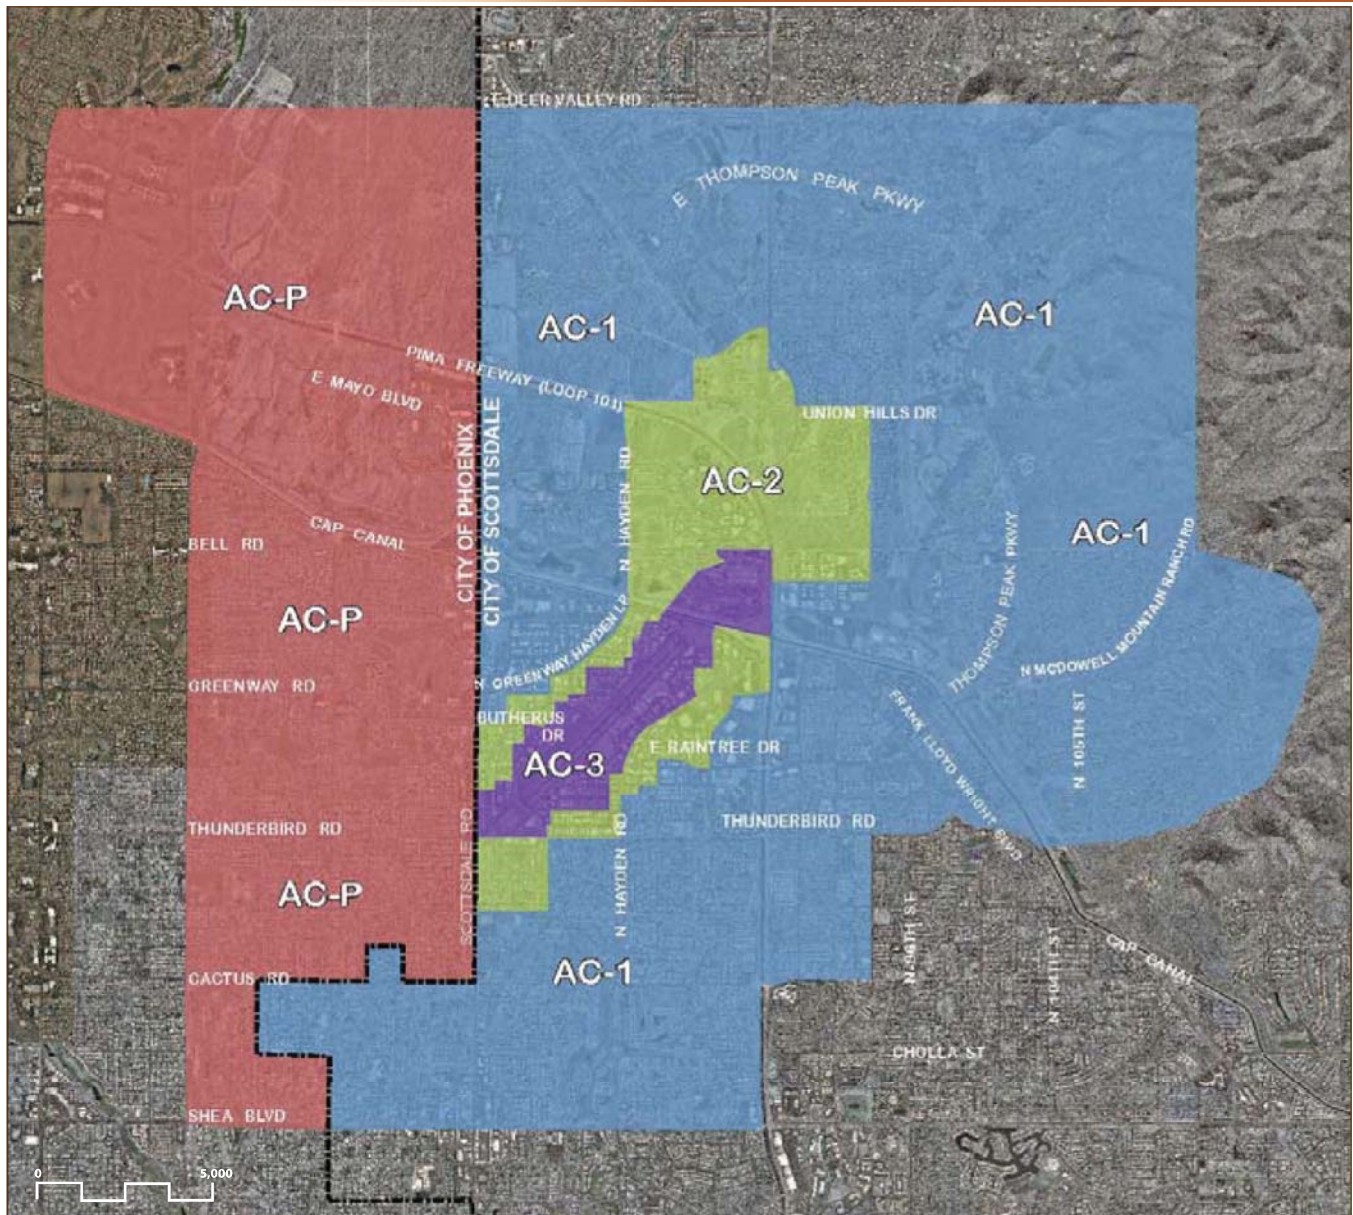 E DEER VALLEY RD
E THOMPSON PEAK PKWY
AC-P
AC-1
AC-1
PIMA FREEWAY (LOOP 101)
E MAYO BLVD
UNION HILLS DR
CITY OF PHOENIX
CITY OF SCOTTSDALE
N HAYDEN RD
AC-2
CAP CANAL
BELL RD
AC-1
THOMPSON PEAK PKWY
N MCDOWELL MOUNTAIN RANCH RD
AC-P
N GREENWAY HAYDEN LP
GREENWAY RD
BUTHERUS
DR
E RAINTREE DR
AC-3
FRANK LLOYD WRIGHT BLVD
N 105TH ST
THUNDERBIRD RD
THUNDERBIRD RD
SCOTTSDALE RD
N HAYDEN RD
AC-P
N 96TH ST
N 104TH ST
CAP CANAL
CACTUS RD
AC-1
CHOLLA ST
SHEA BLVD
0 5,000